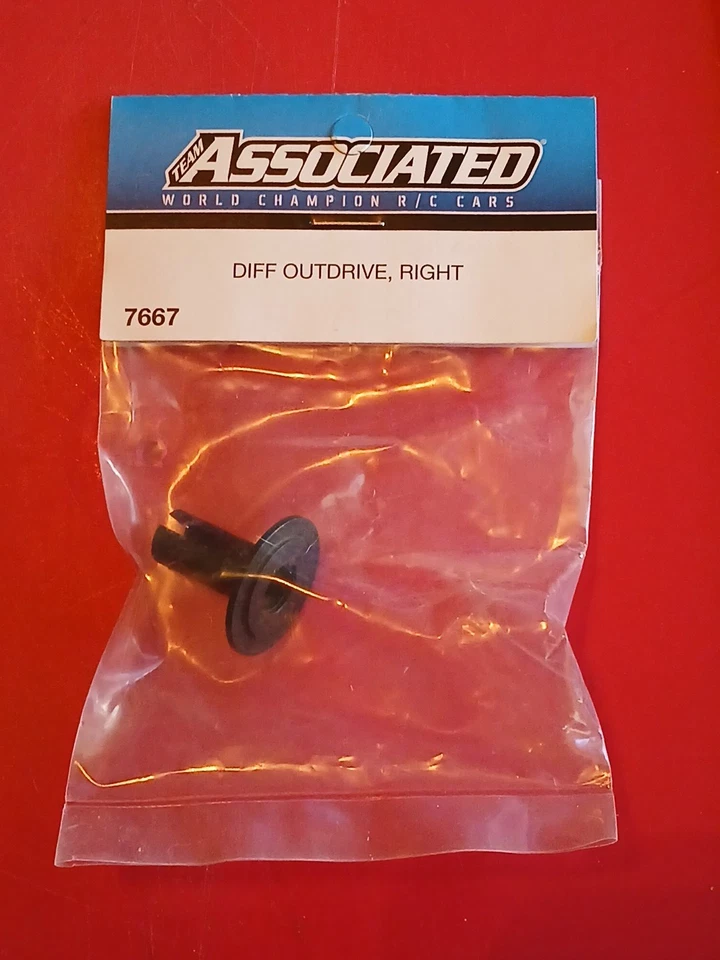 TEAM ASSOCIATED
WORLD CHAMPION R/C CARS
DIFF OUTDRIVE, RIGHT
7667